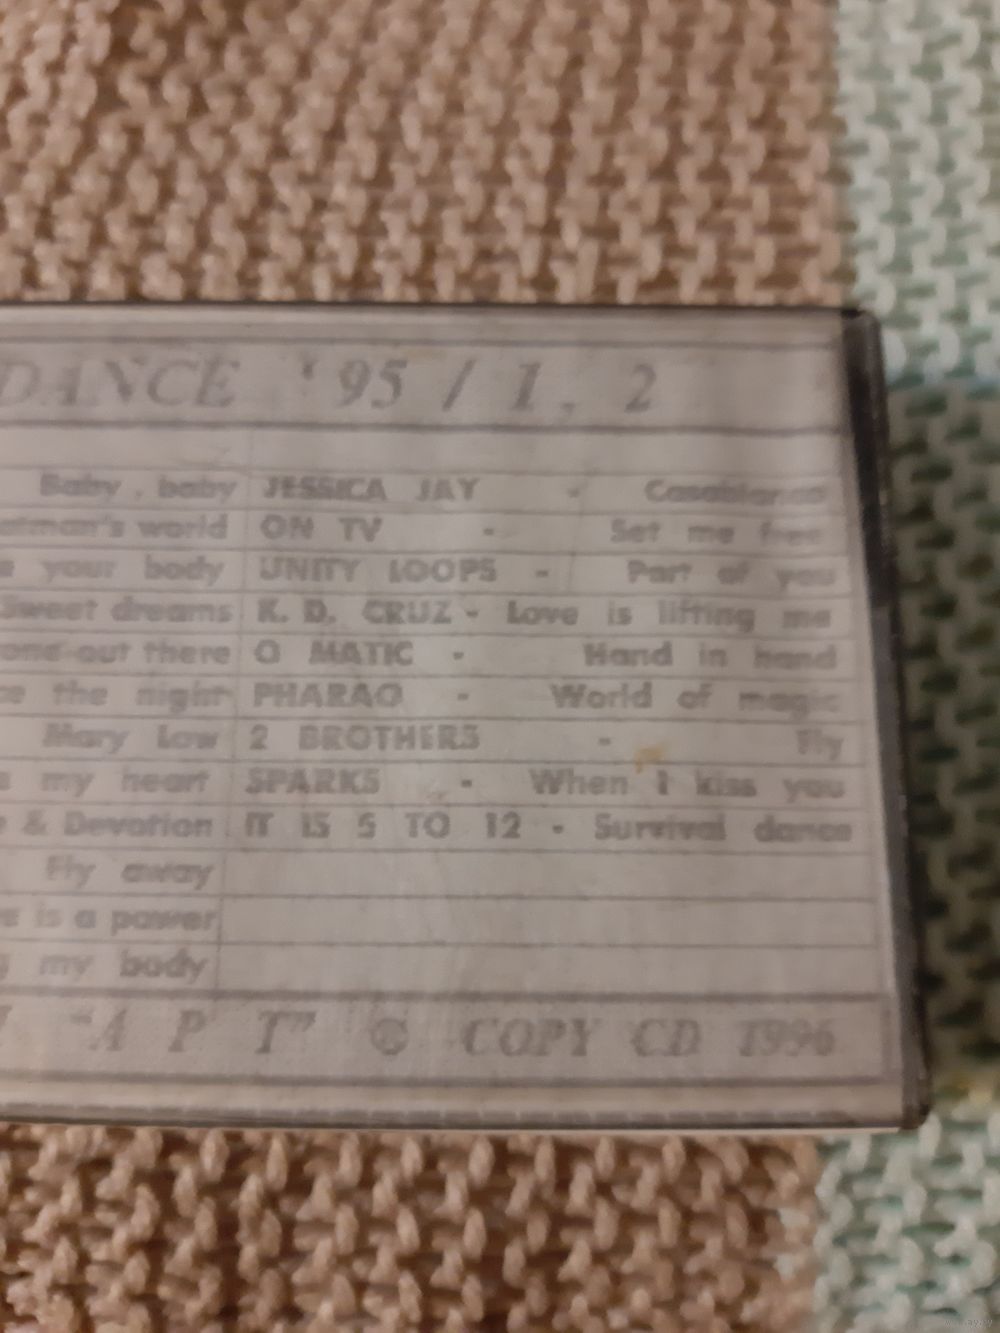 DANCE '95 / 1, 2
Baby, baby JESSICA JAY - Casablanca
world ON TV - Set me free
your body UNITY LOOPS - Part of you
Sweet dreams K. D. CRUZ - Love is lifting me
out there Q MATIC - Hand in hand
the night PHARAO - World of magic
Mary Low 2 BROTHERS - Fly
my heart SPARKS - When I kiss you
& Devotion IT IS 5 TO 12 - Survival dance
Fly away
is a power
my body
"A P T" © COPY CD 1996